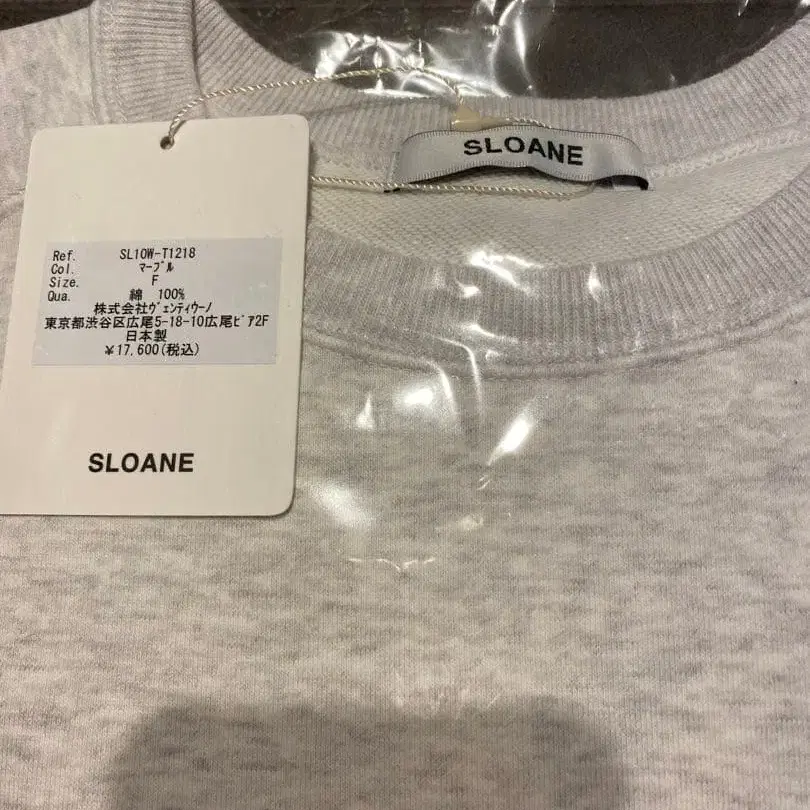 SLOANE
Ref. SL10W-T1218
Col. マーブル
Size. F
Qua. 綿 100%
株式会社ヴェンティウーノ
東京都渋谷区広尾5-18-10広尾ピア2F
日本製
¥17,600(税込)
SLOANE